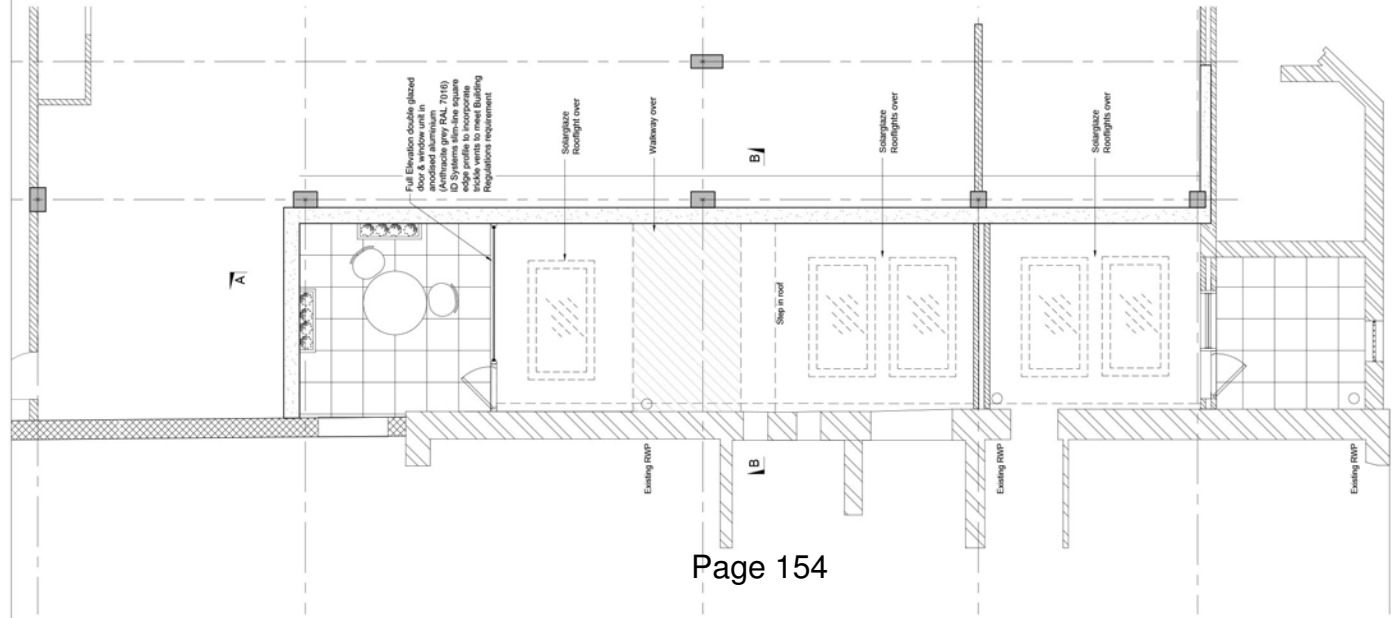 Full Elevation double glazed
door & window unit in
anodised aluminium
(Anthracite grey RAL 7016)
ID Systems slim-line square
edge profile to incorporate
trickle vents to meet Building
Regulations requirement
Solarglaze
Rooflight over
Walkway over
Solarglaze
Rooflights over
Solarglaze
Rooflights over
A
B
Step in roof
B
Existing RWP
Existing RWP
Existing RWP
Page 154